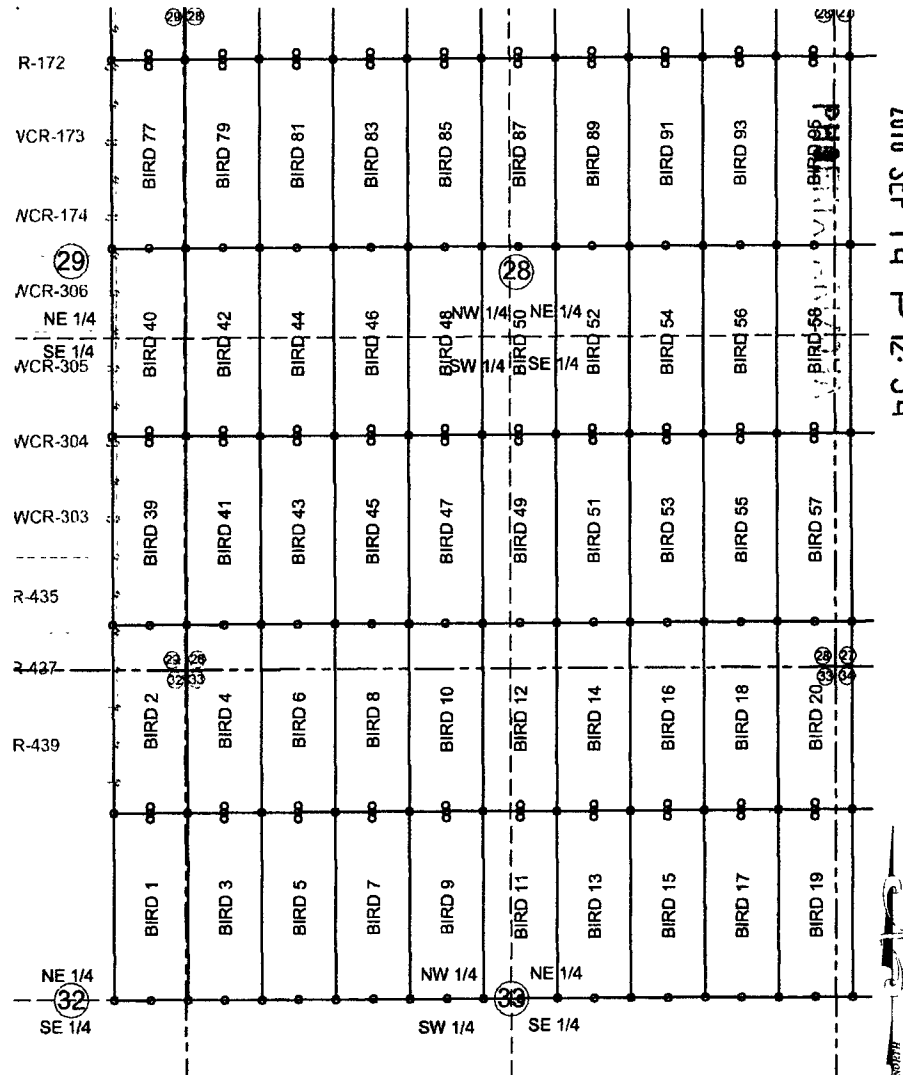 29 28
R-172
VCR-173
BIRD 77 BIRD 79 BIRD 81 BIRD 83 BIRD 85 BIRD 87 BIRD 89 BIRD 91 BIRD 93 BIRD 95
WCR-174
29 28
WCR-306
NE 1/4 NW 1/4 NE 1/4
BIRD 40 BIRD 42 BIRD 44 BIRD 46 BIRD 48 BIRD 50 BIRD 52 BIRD 54 BIRD 56 BIRD 58
SE 1/4 SW 1/4 SE 1/4
WCR-305
WCR-304
WCR-303
BIRD 39 BIRD 41 BIRD 43 BIRD 45 BIRD 47 BIRD 49 BIRD 51 BIRD 53 BIRD 55 BIRD 57
R-435
29 28 28 27
R-437
32 33 33 34
BIRD 2 BIRD 4 BIRD 6 BIRD 8 BIRD 10 BIRD 12 BIRD 14 BIRD 16 BIRD 18 BIRD 20
R-439
BIRD 1 BIRD 3 BIRD 5 BIRD 7 BIRD 9 BIRD 11 BIRD 13 BIRD 15 BIRD 17 BIRD 19
NE 1/4 NW 1/4 NE 1/4
32 33
SE 1/4 SW 1/4 SE 1/4
2010 SEP 14 P 12: 54
NORTH